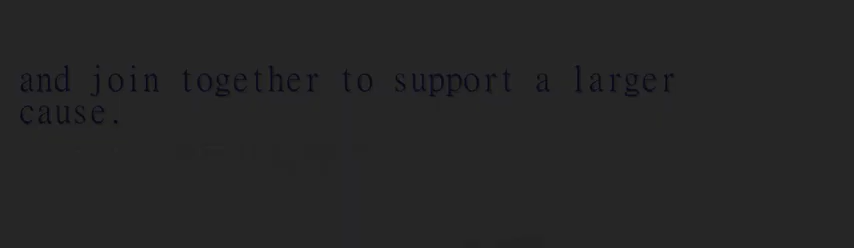 and join together to support a larger
cause.